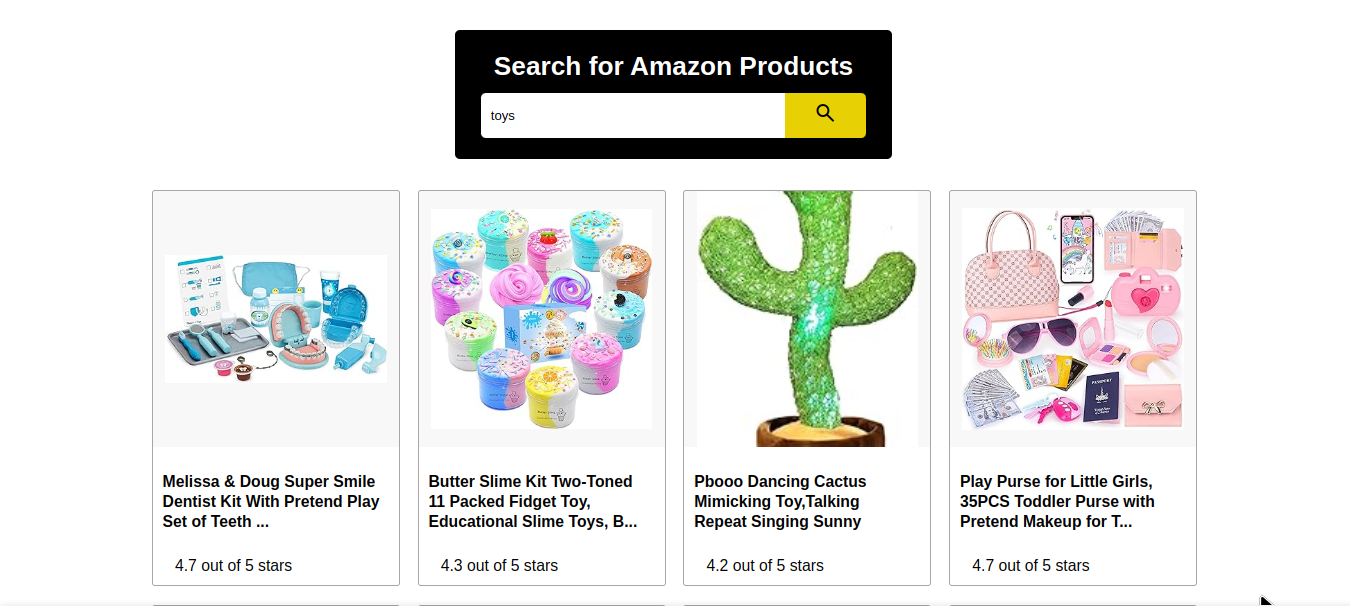 Search for Amazon Products
toys
Melissa & Doug Super Smile
Dentist Kit With Pretend Play
Set of Teeth ...
4.7 out of 5 stars
Butter Slime Kit Two-Toned
11 Packed Fidget Toy,
Educational Slime Toys, B...
4.3 out of 5 stars
Pbooo Dancing Cactus
Mimicking Toy,Talking
Repeat Singing Sunny
4.2 out of 5 stars
PASSPORT
Play Purse for Little Girls,
35PCS Toddler Purse with
Pretend Makeup for T...
4.7 out of 5 stars